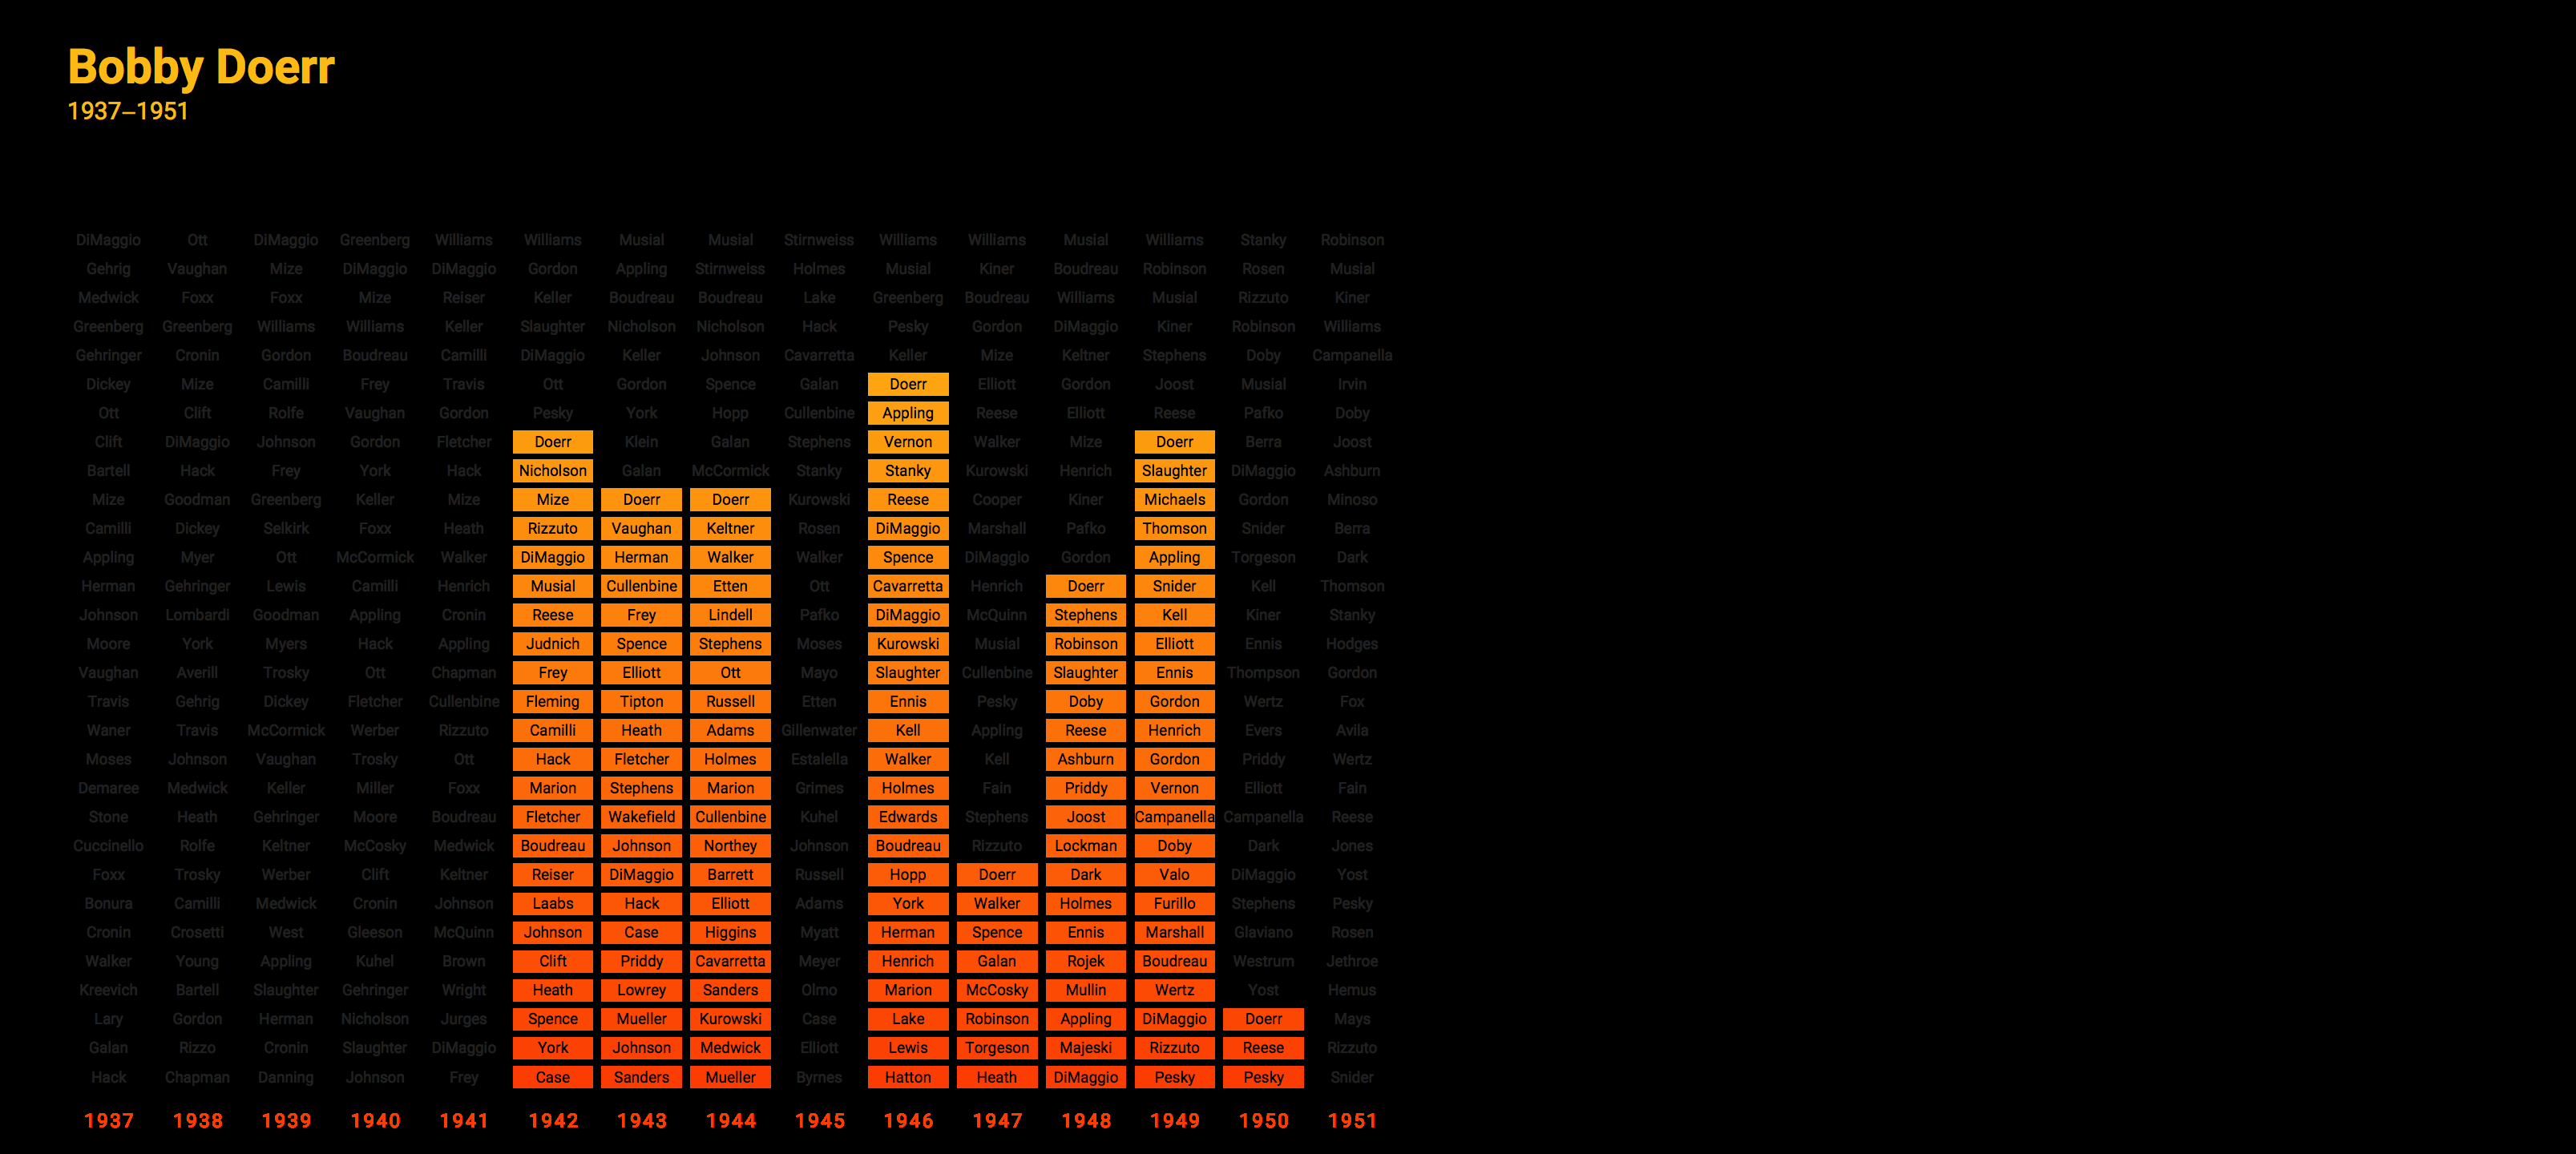 Bobby Doerr
1937–1951
DiMaggio Ott DiMaggio Greenberg Williams Williams Musial Musial Stirnweiss Williams Williams Musial Williams Stanky Robinson
Gehrig Vaughan Mize DiMaggio DiMaggio Gordon Appling Stirnweiss Holmes Musial Kiner Boudreau Robinson Rosen Musial
Medwick Foxx Foxx Mize Reiser Keller Boudreau Boudreau Lake Greenberg Boudreau Williams Musial Rizzuto Kiner
Greenberg Greenberg Williams Williams Keller Slaughter Nicholson Nicholson Hack Pesky Gordon DiMaggio Kiner Robinson Williams
Gehringer Cronin Gordon Boudreau Camilli DiMaggio Keller Johnson Cavarretta Keller Mize Keltner Stephens Doby Campanella
Dickey Mize Camilli Frey Travis Ott Gordon Spence Galan Doerr Elliott Gordon Joost Musial Irvin
Ott Clift Rolfe Vaughan Gordon Pesky York Hopp Cullenbine Appling Reese Elliott Reese Pafko Doby
Clift DiMaggio Johnson Gordon Fletcher Doerr Klein Galan Stephens Vernon Walker Mize Doerr Berra Joost
Bartell Hack Frey York Hack Nicholson Galan McCormick Stanky Stanky Kurowski Henrich Slaughter DiMaggio Ashburn
Mize Goodman Greenberg Keller Mize Mize Doerr Doerr Kurowski Reese Cooper Kiner Michaels Gordon Minoso
Camilli Dickey Selkirk Foxx Heath Rizzuto Vaughan Keltner Rosen DiMaggio Marshall Pafko Thomson Snider Berra
Appling Myer Ott McCormick Walker DiMaggio Herman Walker Walker Spence DiMaggio Gordon Appling Torgeson Dark
Herman Gehringer Lewis Camilli Henrich Musial Cullenbine Etten Ott Cavarretta Henrich Doerr Snider Kell Thomson
Johnson Lombardi Goodman Appling Cronin Reese Frey Lindell Pafko DiMaggio McQuinn Stephens Kell Kiner Stanky
Moore York Myers Hack Appling Judnich Spence Stephens Moses Kurowski Musial Robinson Elliott Ennis Hodges
Vaughan Averill Trosky Ott Chapman Frey Elliott Ott Mayo Slaughter Cullenbine Slaughter Ennis Thompson Gordon
Travis Gehrig Dickey Fletcher Cullenbine Fleming Tipton Russell Etten Ennis Pesky Doby Gordon Wertz Fox
Waner Travis McCormick Werber Rizzuto Camilli Heath Adams Gillenwater Kell Appling Reese Henrich Evers Avila
Moses Johnson Vaughan Trosky Ott Hack Fletcher Holmes Estalella Walker Kell Ashburn Gordon Priddy Wertz
Demaree Medwick Keller Miller Foxx Marion Stephens Marion Grimes Holmes Fain Priddy Vernon Elliott Fain
Stone Heath Gehringer Moore Boudreau Fletcher Wakefield Cullenbine Kuhel Edwards Stephens Joost Campanella Campanella Reese
Cuccinello Rolfe Keltner McCosky Medwick Boudreau Johnson Northey Johnson Boudreau Rizzuto Lockman Doby Dark Jones
Foxx Trosky Werber Clift Keltner Reiser DiMaggio Barrett Russell Hopp Doerr Dark Valo DiMaggio Yost
Bonura Camilli Medwick Cronin Johnson Laabs Hack Elliott Adams York Walker Holmes Furillo Stephens Pesky
Cronin Crosetti West Gleeson McQuinn Johnson Case Higgins Myatt Herman Spence Ennis Marshall Glaviano Rosen
Walker Young Appling Kuhel Brown Clift Priddy Cavarretta Meyer Henrich Galan Rojek Boudreau Westrum Jethroe
Kreevich Bartell Slaughter Gehringer Wright Heath Lowrey Sanders Olmo Marion McCosky Mullin Wertz Yost Hemus
Lary Gordon Herman Nicholson Jurges Spence Mueller Kurowski Case Lake Robinson Appling DiMaggio Doerr Mays
Galan Rizzo Cronin Slaughter DiMaggio York Johnson Medwick Elliott Lewis Torgeson Majeski Rizzuto Reese Rizzuto
Hack Chapman Danning Johnson Frey Case Sanders Mueller Byrnes Hatton Heath DiMaggio Pesky Pesky Snider
1937 1938 1939 1940 1941 1942 1943 1944 1945 1946 1947 1948 1949 1950 1951